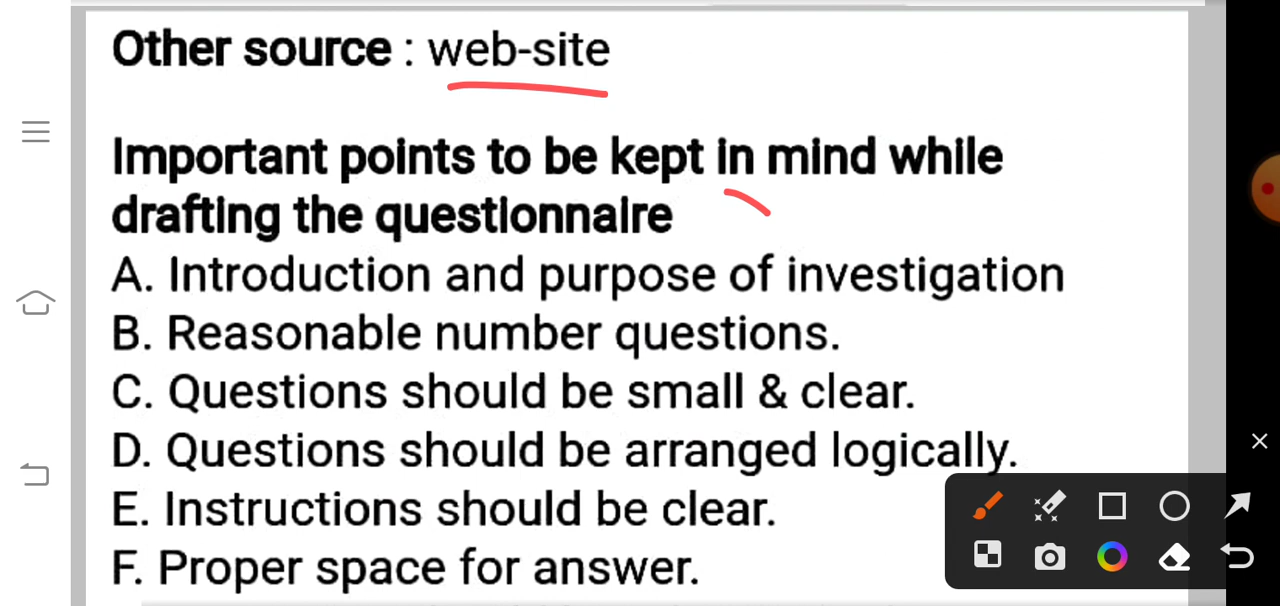 Other source : web-site
Important points to be kept in mind while
drafting the questionnaire
A. Introduction and purpose of investigation
B. Reasonable number questions.
C. Questions should be small & clear.
D. Questions should be arranged logically.
E. Instructions should be clear.
F. Proper space for answer.